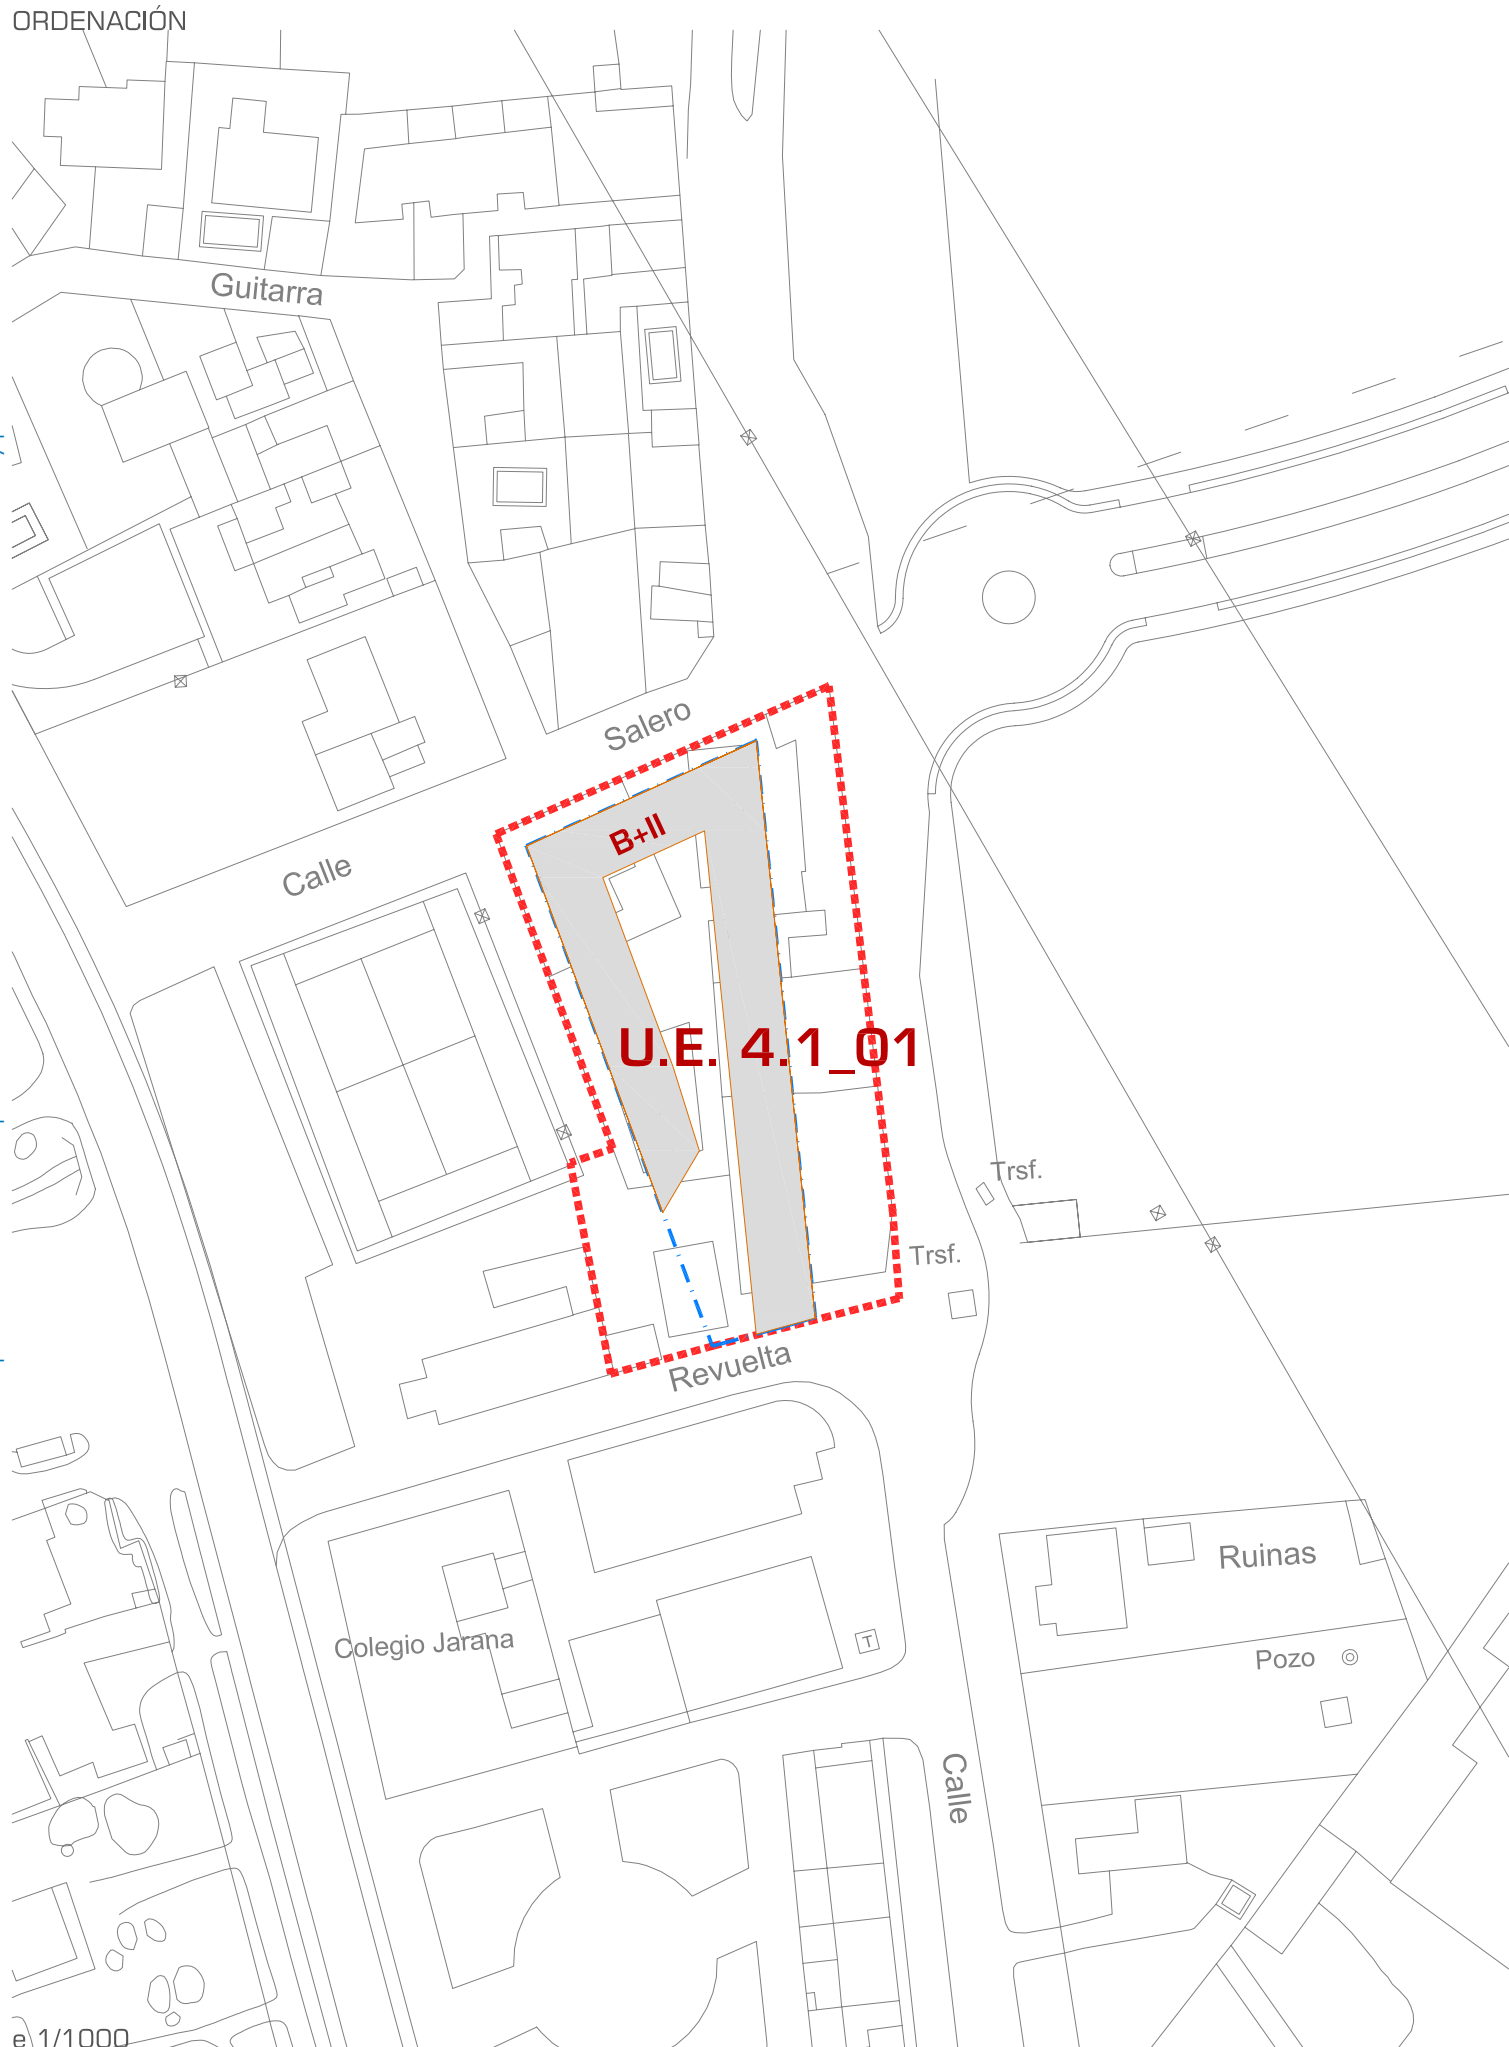 ORDENACIÓN
Guitarra
Salero
B+II
Calle
U.E. 4.1_01
Trsf.
Trsf.
Revuelta
Ruinas
Colegio Jarana
T
Pozo
Calle
e 1/1000